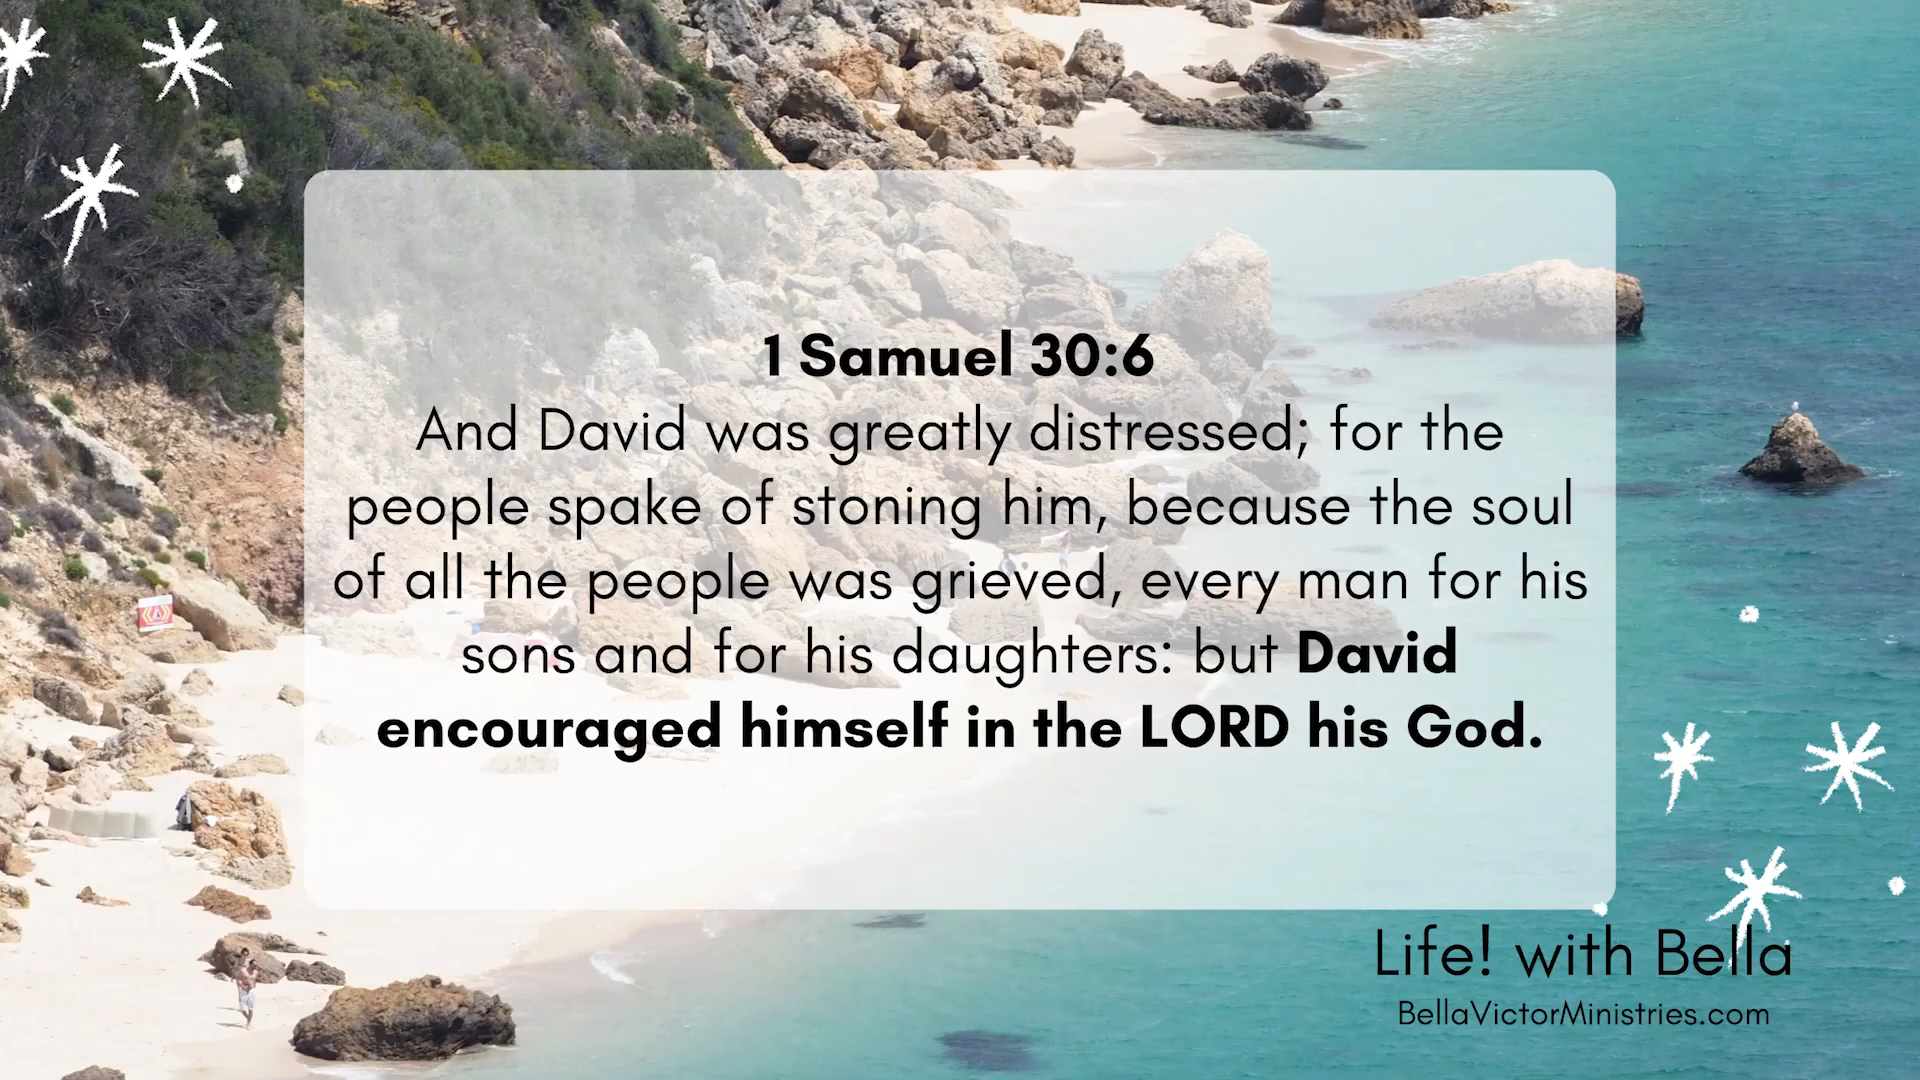 1 Samuel 30:6
And David was greatly distressed; for the
people spake of stoning him, because the soul
of all the people was grieved, every man for his
sons and for his daughters: but David
encouraged himself in the LORD his God.
Life! with Bella
BellaVictorMinistries.com